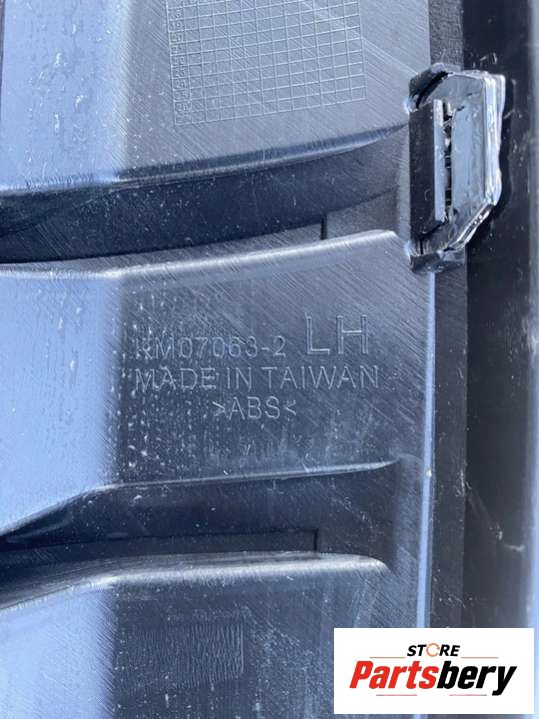 KM07063-2 LH
MADE IN TAIWAN
>ABS<
STORE
Partsbery